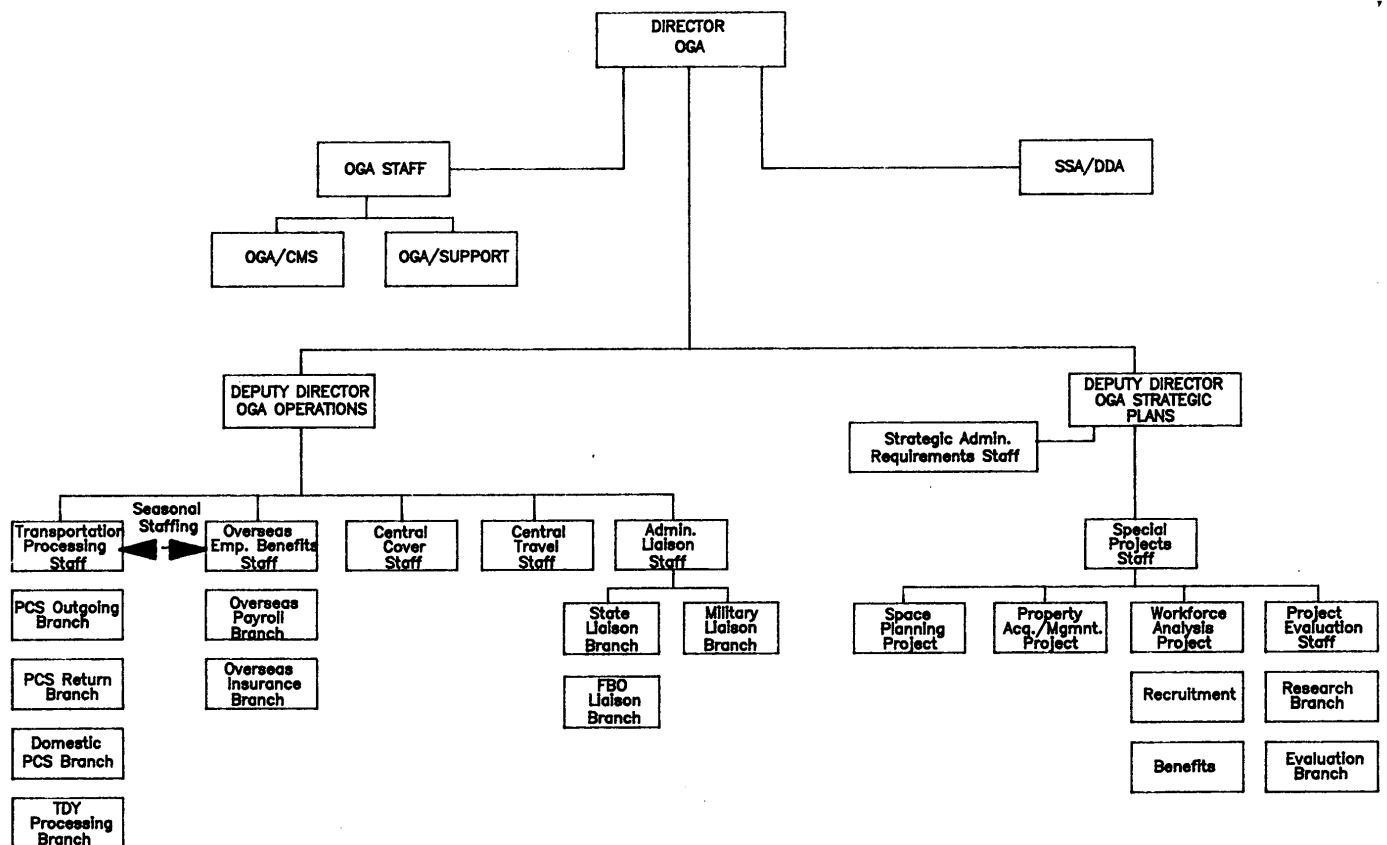 DIRECTOR
OGA
OGA STAFF
SSA/DDA
OGA/CMS
OGA/SUPPORT
DEPUTY DIRECTOR
OGA OPERATIONS
DEPUTY DIRECTOR
OGA STRATEGIC
PLANS
Strategic Admin.
Requirements Staff
Seasonal
Staffing
Transportation
Processing
Staff
Overseas
Emp. Benefits
Staff
Central
Cover
Staff
Central
Travel
Staff
Admin.
Liaison
Staff
Special
Projects
Staff
PCS Outgoing
Branch
Overseas
Payroll
Branch
State
Liaison
Branch
Military
Liaison
Branch
Space
Planning
Project
Property
Acq./Mgmnt.
Project
Workforce
Analysis
Project
Project
Evaluation
Staff
PCS Return
Branch
Overseas
Insurance
Branch
FBO
Liaison
Branch
Recruitment
Research
Branch
Domestic
PCS Branch
Benefits
Evaluation
Branch
TDY
Processing
Branch